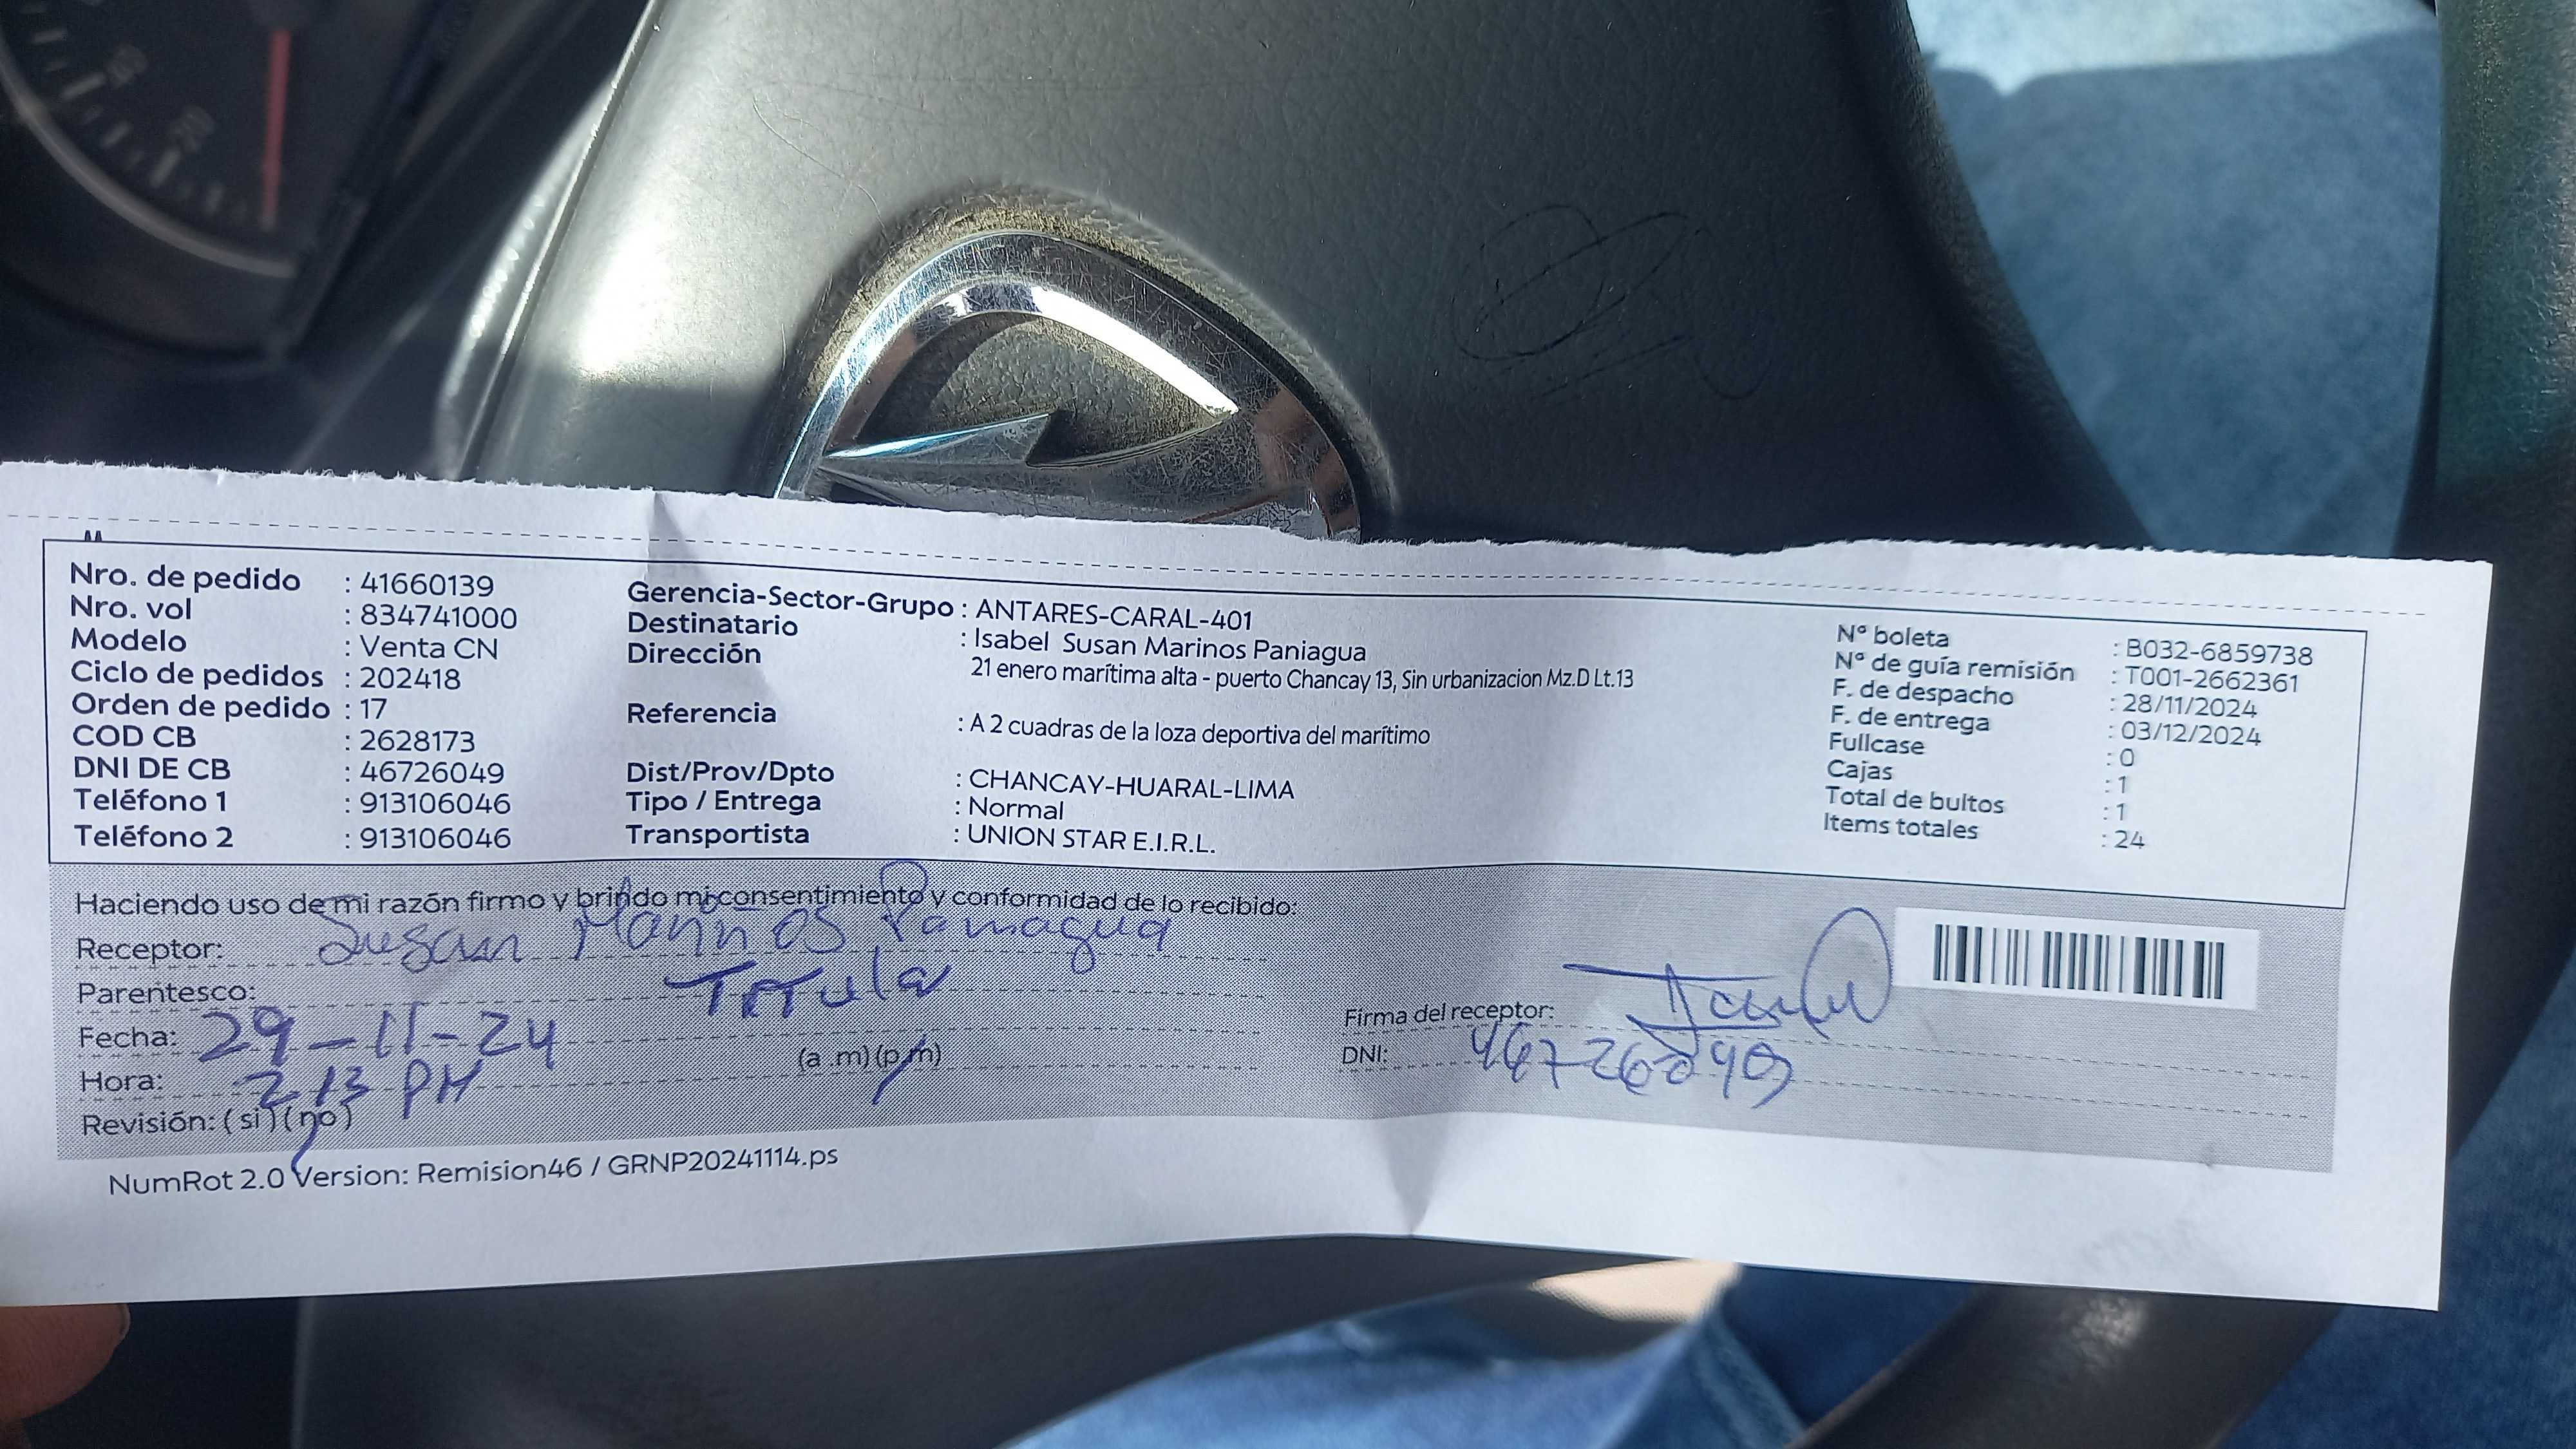 Nro. de pedido : 41660139
Nro. vol : 834741000
Modelo : Venta CN
Ciclo de pedidos : 202418
Orden de pedido : 17
COD CB : 2628173
DNI DE CB : 46726049
Teléfono 1 : 913106046
Teléfono 2 : 913106046
Gerencia-Sector-Grupo : ANTARES-CARAL-401
Destinatario : Isabel Susan Marinos Paniagua
Dirección 21 enero marítima alta - puerto Chancay 13, Sin urbanizacion Mz.D Lt.13
Referencia : A 2 cuadras de la loza deportiva del marítimo
Dist/Prov/Dpto : CHANCAY-HUARAL-LIMA
Tipo / Entrega : Normal
Transportista : UNION STAR E.I.R.L.
Nº boleta : B032-6859738
Nº de guía remisión : T001-2662361
F. de despacho : 28/11/2024
F. de entrega : 03/12/2024
Fullcase : 0
Cajas : 1
Total de bultos : 1
Items totales : 24
Haciendo uso de mi razón firmo y brindo mi consentimiento y conformidad de lo recibido:
Receptor: Susan Marinos Paniagua
Parentesco: Titular
Fecha: 29-11-24
Hora: 2 13 PM (a .m) (p/m)
Revisión: (si) (no)
Firma del receptor:
DNI: 46726049
NumRot 2.0 Version: Remision46 / GRNP20241114.ps